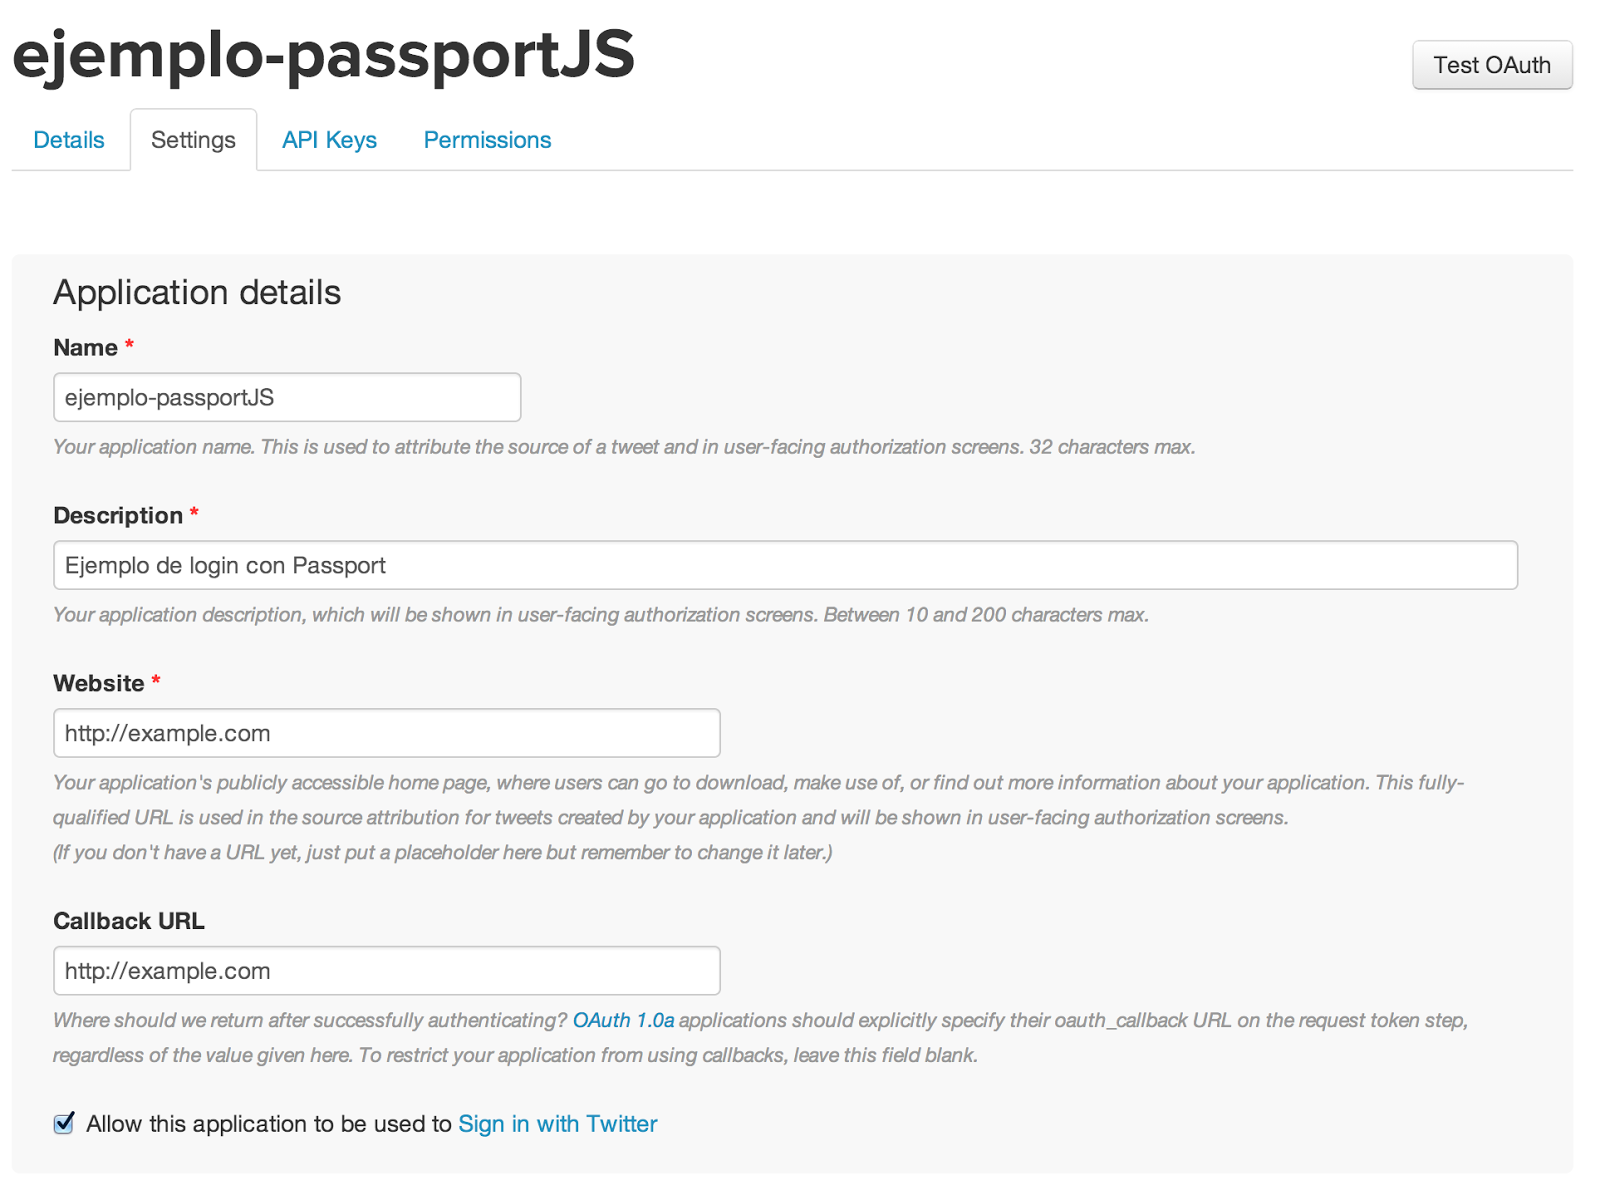 ejemplo-passportJS
Test OAuth
Details Settings API Keys Permissions
Application details
Name *
ejemplo-passportJS
Your application name. This is used to attribute the source of a tweet and in user-facing authorization screens. 32 characters max.
Description *
Ejemplo de login con Passport
Your application description, which will be shown in user-facing authorization screens. Between 10 and 200 characters max.
Website *
http://example.com
Your application's publicly accessible home page, where users can go to download, make use of, or find out more information about your application. This fully-
qualified URL is used in the source attribution for tweets created by your application and will be shown in user-facing authorization screens.
(If you don't have a URL yet, just put a placeholder here but remember to change it later.)
Callback URL
http://example.com
Where should we return after successfully authenticating? OAuth 1.0a applications should explicitly specify their oauth_callback URL on the request token step,
regardless of the value given here. To restrict your application from using callbacks, leave this field blank.
Allow this application to be used to Sign in with Twitter